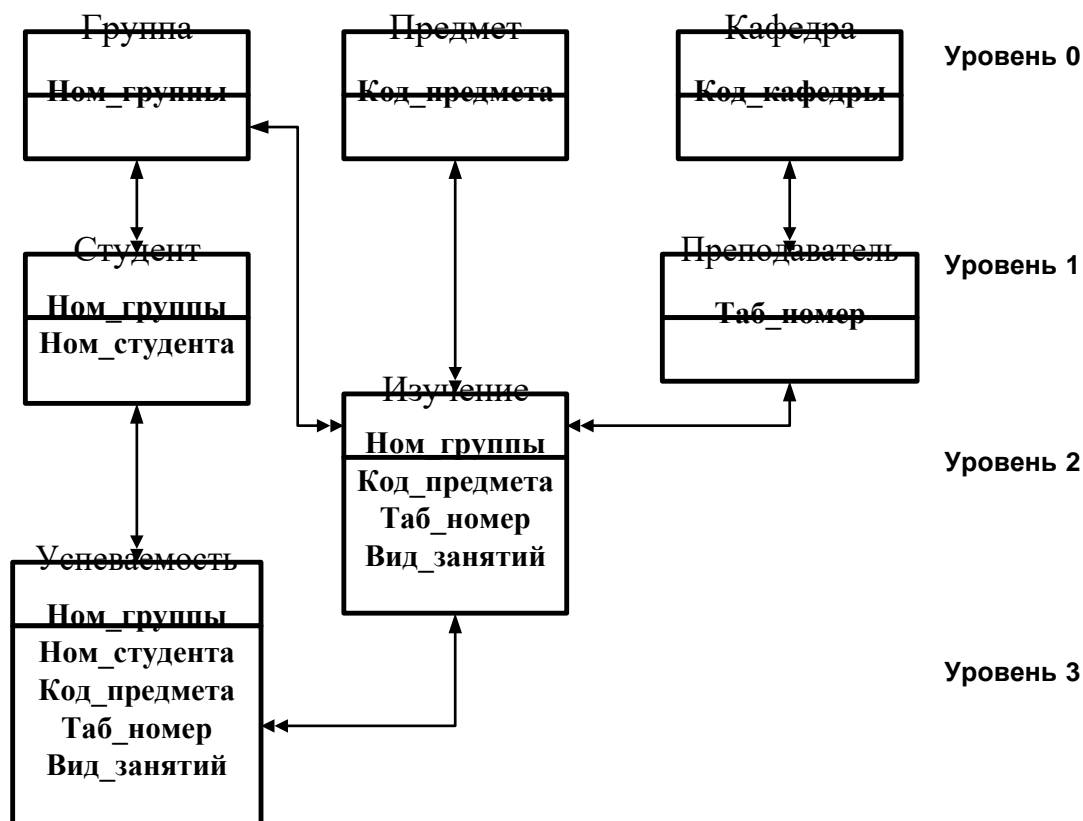 Группа
Ном_группы
Предмет
Код_предмета
Кафедра
Код_кафедры
Уровень 0
Студент
Ном_группы
Ном_студента
Преподаватель
Таб_номер
Уровень 1
Изучение
Ном_группы
Код_предмета
Таб_номер
Вид_занятий
Уровень 2
Успеваемость
Ном_группы
Ном_студента
Код_предмета
Таб_номер
Вид_занятий
Уровень 3